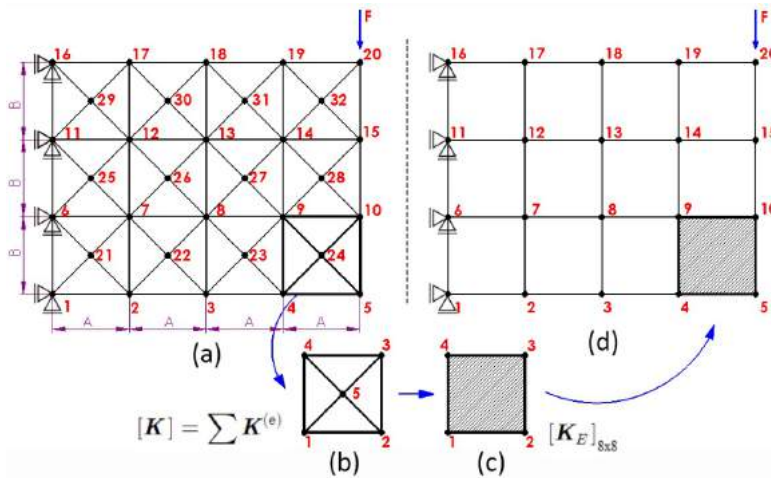 F
F
16 17 18 19 20
16 17 18 19 20
B
29 30 31 32
11 12 13 14 15
11 12 13 14 15
B
25 26 27 28
6 7 8 9 10
6 7 8 9 10
B
21 22 23 24
1 2 3 4 5
1 2 3 4 5
A A A A
(a)
(d)
4 3
4 3
5
[K] = ∑ K^(e)
[K_E]_8x8
1 2
1 2
(b)
(c)